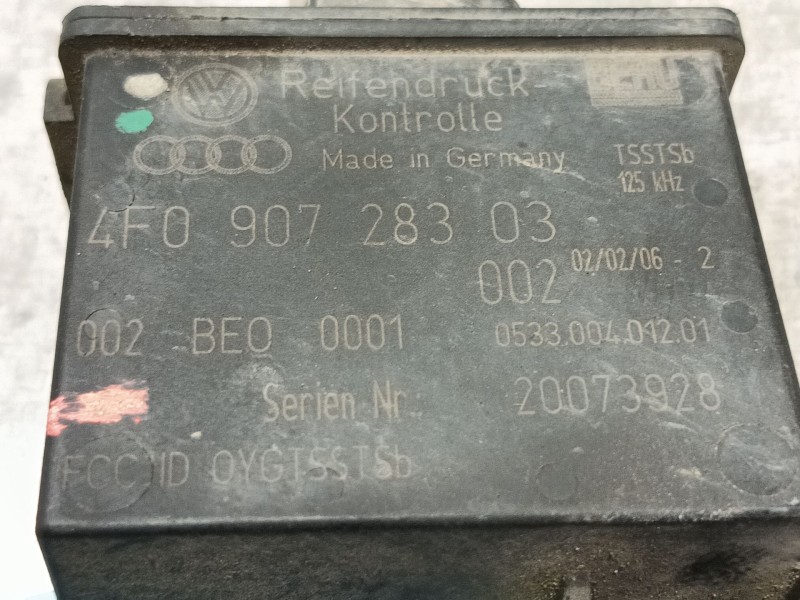 Reifendruck-
Kontrolle
Made in Germany
TSSTSb
125 kHz
4F0 907 283 03
002
02/02/06 - 2
002 BEQ 0001
0533.004.012.01
Serien Nr.: 20073928
FCC ID OYGTSSTSb